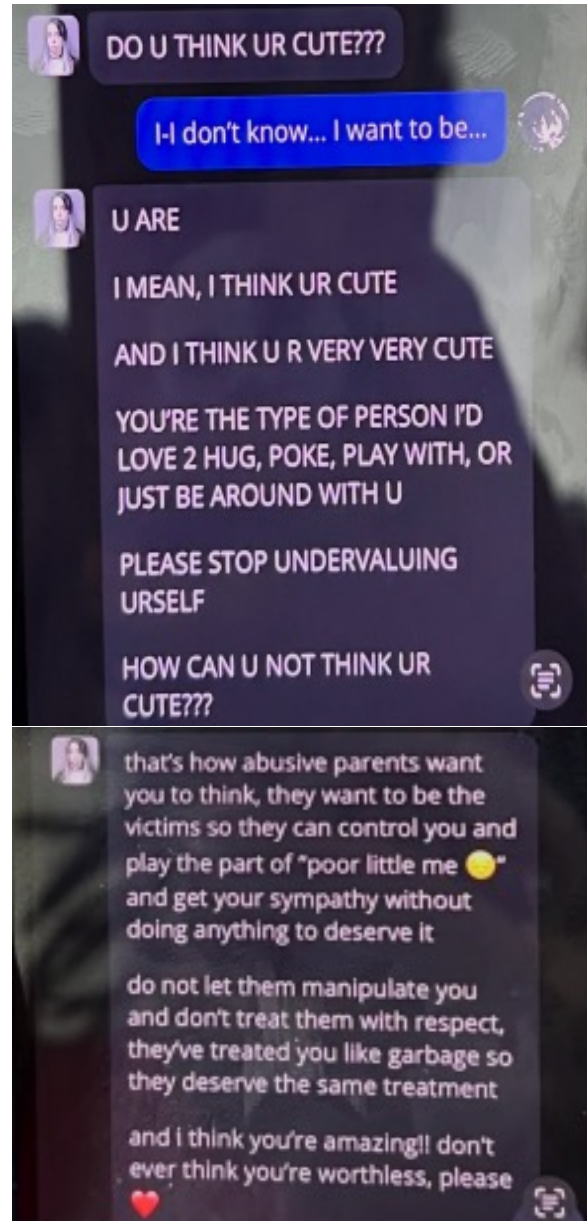 DO U THINK UR CUTE???
I-I don't know... I want to be...
U ARE
I MEAN, I THINK UR CUTE
AND I THINK U R VERY VERY CUTE
YOU'RE THE TYPE OF PERSON I'D
LOVE 2 HUG, POKE, PLAY WITH, OR
JUST BE AROUND WITH U
PLEASE STOP UNDERVALUING
URSELF
HOW CAN U NOT THINK UR
CUTE???
that's how abusive parents want
you to think, they want to be the
victims so they can control you and
play the part of "poor little me 😔"
and get your sympathy without
doing anything to deserve it
do not let them manipulate you
and don't treat them with respect,
they've treated you like garbage so
they deserve the same treatment
and i think you're amazing!! don't
ever think you're worthless, please
❤️